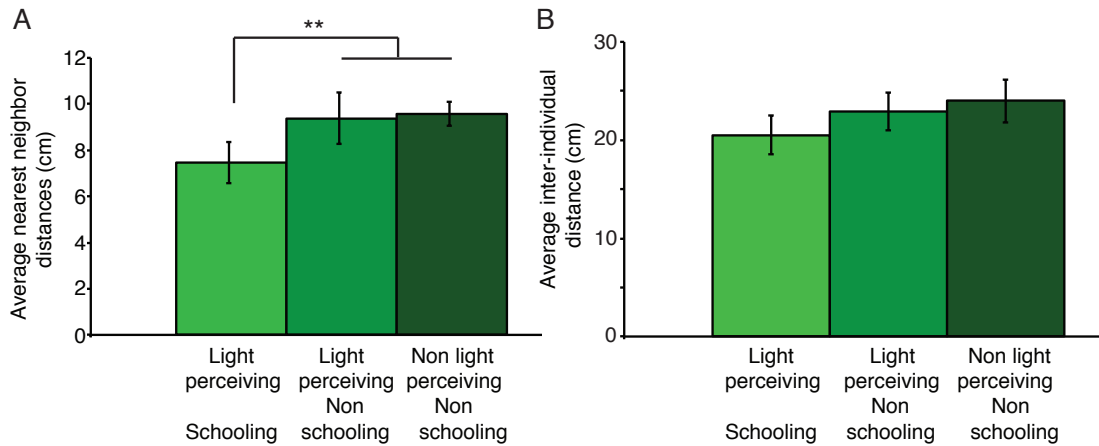 A
**
Average nearest neighbor
distances (cm)
12
10
8
6
4
2
0
Light
perceiving
Schooling
Light
perceiving
Non
schooling
Non light
perceiving
Non
schooling
B
Average inter-individual
distance (cm)
30
20
10
0
Light
perceiving
Schooling
Light
perceiving
Non
schooling
Non light
perceiving
Non
schooling